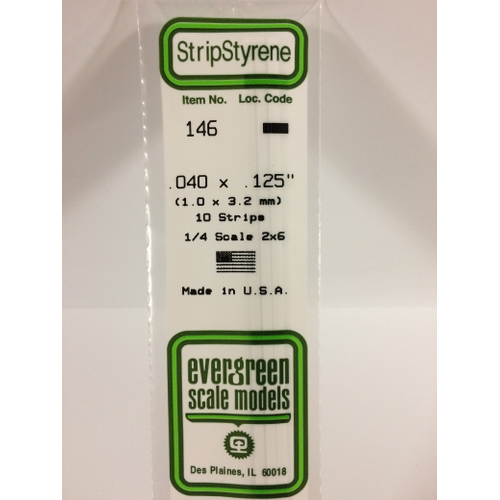 StripStyrene
Item No. Loc. Code
146
.040 x .125"
(1.0 x 3.2 mm)
10 Strips
1/4 Scale 2x6
Made in U.S.A.
evergreen
scale models
Des Plaines, IL 60018